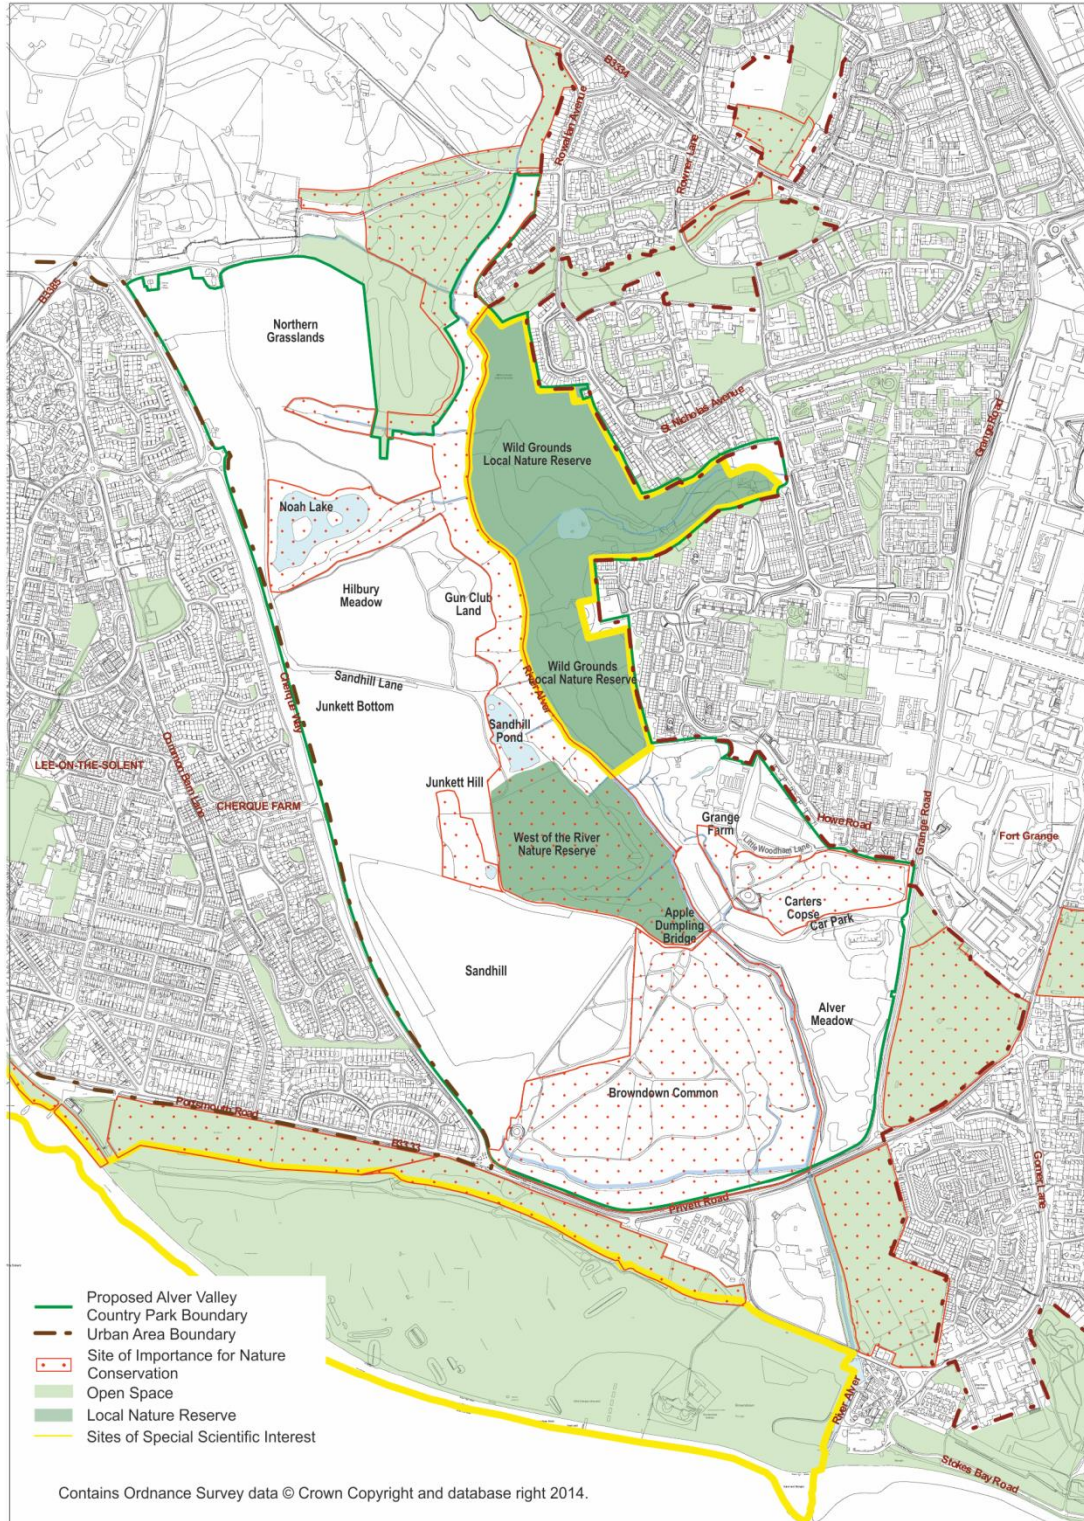 B3334
Rowallan Avenue
Rowner Lane
B3385
Northern
Grasslands
St Nicholas Avenue
Grange Road
Wild Grounds
Local Nature Reserve
Noah Lake
Hilbury
Meadow
Gun Club
Land
Wild Grounds
Local Nature Reserve
River Alver
Sandhill Lane
Junkett Bottom
Cherque Way
Sandhill
Pond
LEE-ON-THE-SOLENT
Common Barn Lane
CHERQUE FARM
Junkett Hill
Grange
Farm
Howe Road
Grange Road
Fort Grange
West of the River
Nature Reserve
Little Woodham Lane
Carters
Copse
Car Park
Apple
Dumpling
Bridge
Sandhill
Alver
Meadow
Browndown Common
Portsmouth Road
B3333
Privett Road
Gomer Lane
River Alver
Stokes Bay Road
Proposed Alver Valley
Country Park Boundary
Urban Area Boundary
Site of Importance for Nature
Conservation
Open Space
Local Nature Reserve
Sites of Special Scientific Interest
Contains Ordnance Survey data © Crown Copyright and database right 2014.